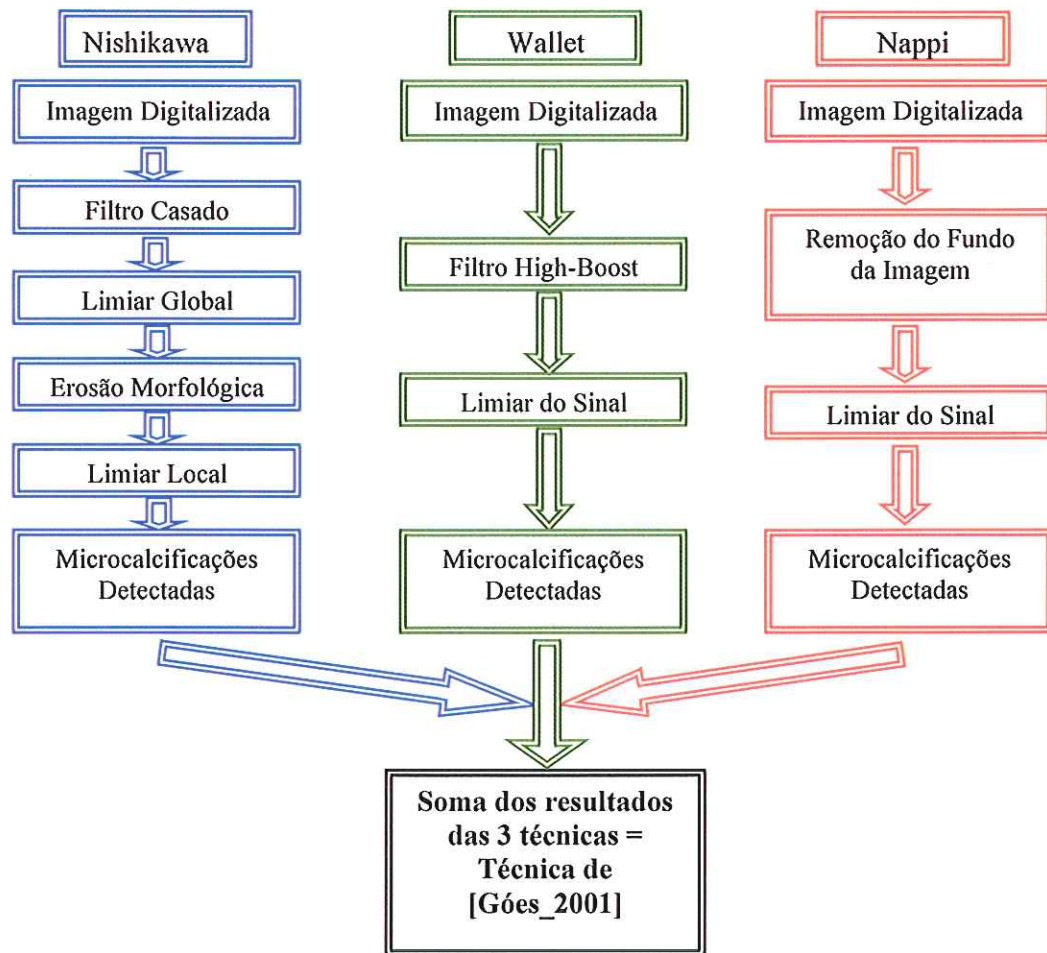 Nishikawa
Imagem Digitalizada
Filtro Casado
Limiar Global
Erosão Morfológica
Limiar Local
Microcalcificações
Detectadas
Wallet
Imagem Digitalizada
Filtro High-Boost
Limiar do Sinal
Microcalcificações
Detectadas
Nappi
Imagem Digitalizada
Remoção do Fundo
da Imagem
Limiar do Sinal
Microcalcificações
Detectadas
Soma dos resultados
das 3 técnicas =
Técnica de
[Góes_2001]